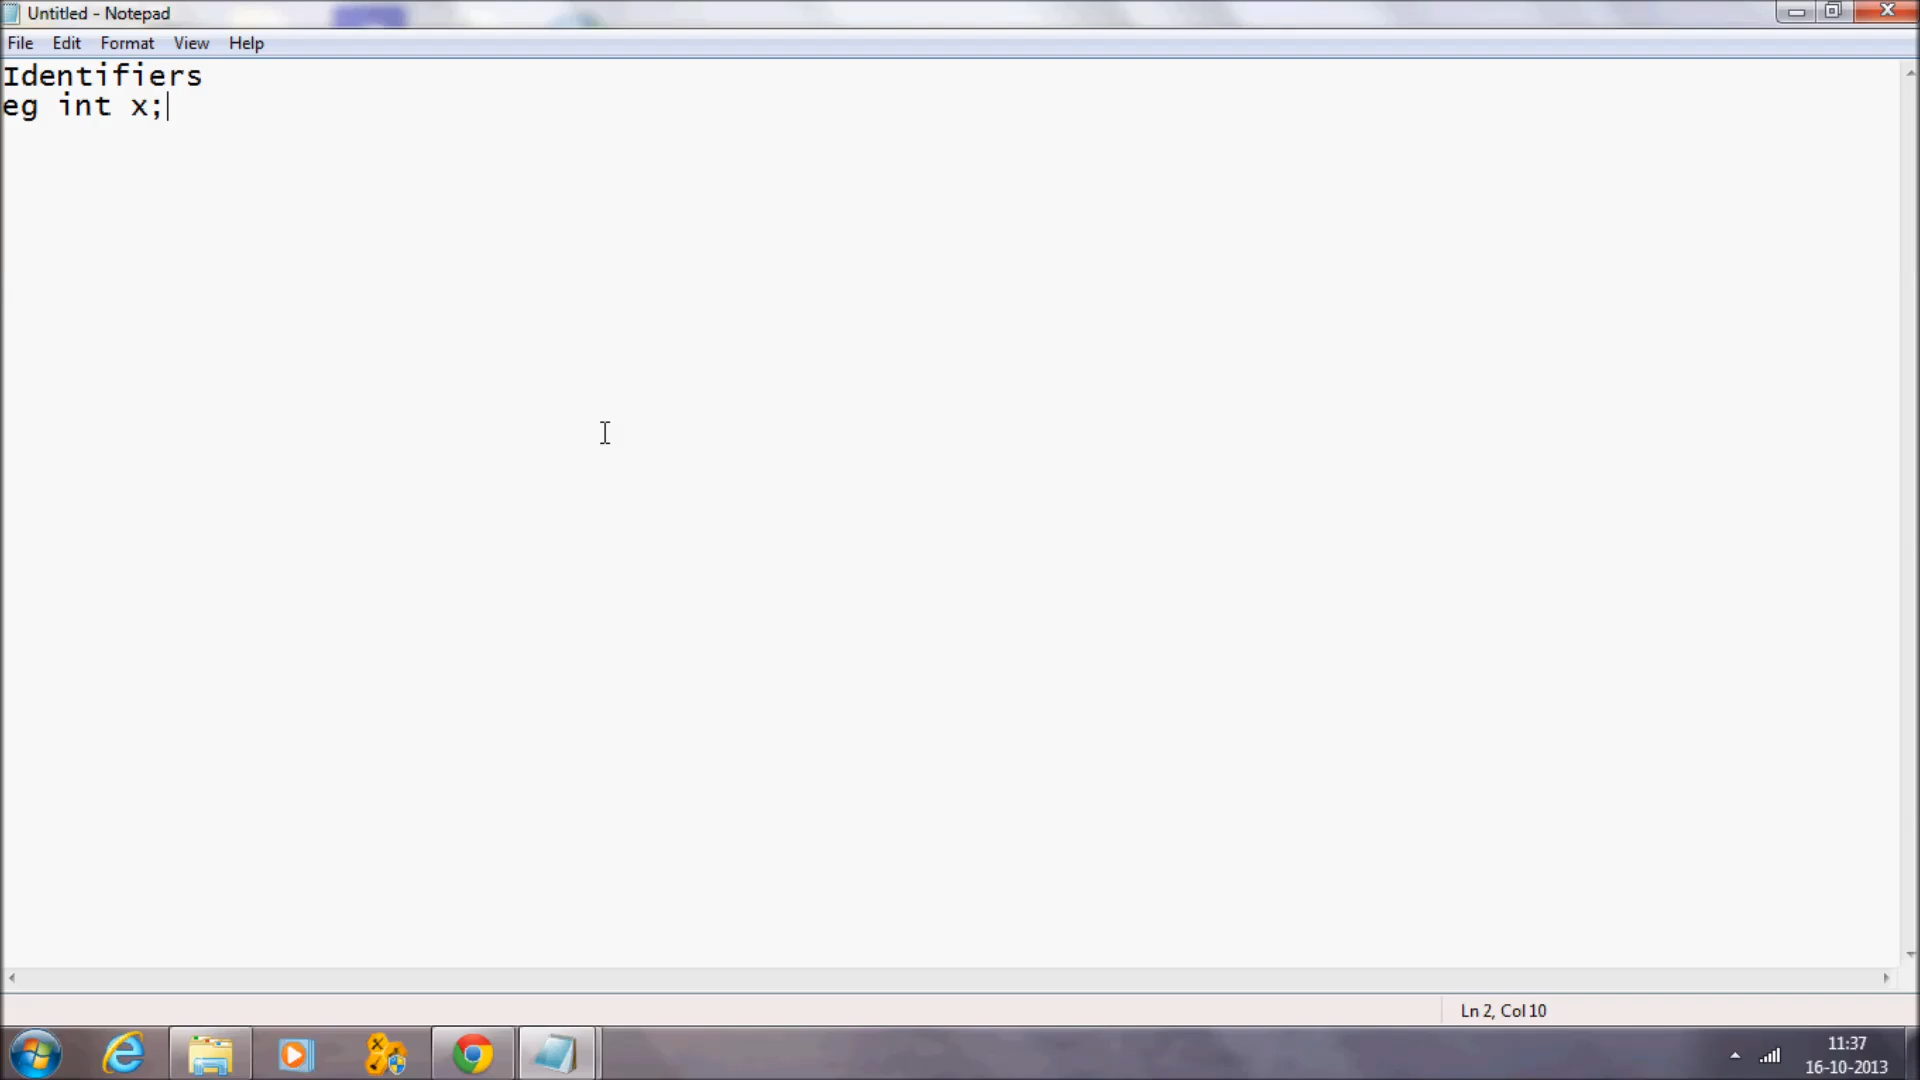 Untitled - Notepad
File Edit Format View Help
Identifiers
eg int x;
Ln 2, Col 10
11:37
16-10-2013